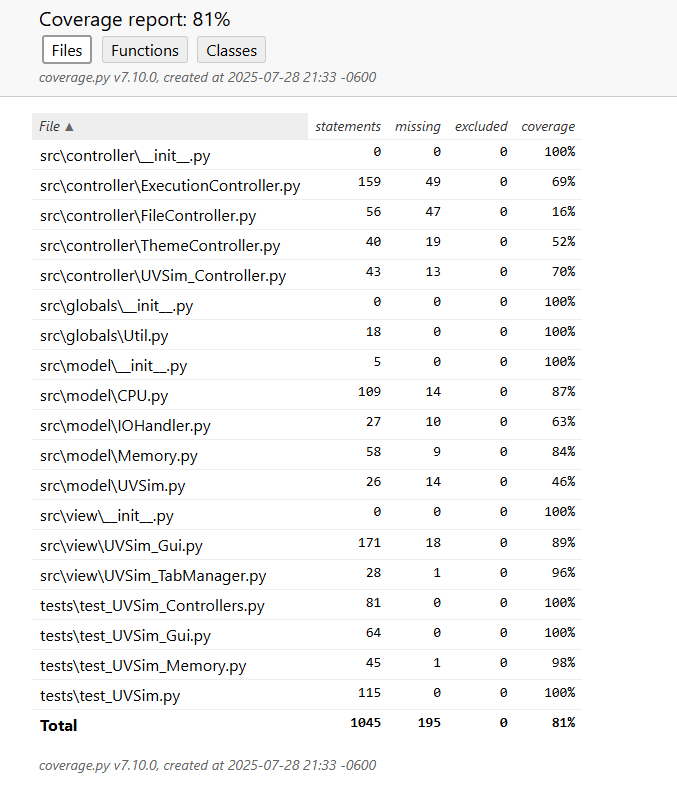 Coverage report: 81%
Files Functions Classes
coverage.py v7.10.0, created at 2025-07-28 21:33 -0600
File ▲ statements missing excluded coverage
src\controller\__init__.py 0 0 0 100%
src\controller\ExecutionController.py 159 49 0 69%
src\controller\FileController.py 56 47 0 16%
src\controller\ThemeController.py 40 19 0 52%
src\controller\UVSim_Controller.py 43 13 0 70%
src\globals\__init__.py 0 0 0 100%
src\globals\Util.py 18 0 0 100%
src\model\__init__.py 5 0 0 100%
src\model\CPU.py 109 14 0 87%
src\model\IOHandler.py 27 10 0 63%
src\model\Memory.py 58 9 0 84%
src\model\UVSim.py 26 14 0 46%
src\view\__init__.py 0 0 0 100%
src\view\UVSim_Gui.py 171 18 0 89%
src\view\UVSim_TabManager.py 28 1 0 96%
tests\test_UVSim_Controllers.py 81 0 0 100%
tests\test_UVSim_Gui.py 64 0 0 100%
tests\test_UVSim_Memory.py 45 1 0 98%
tests\test_UVSim.py 115 0 0 100%
Total 1045 195 0 81%
coverage.py v7.10.0, created at 2025-07-28 21:33 -0600